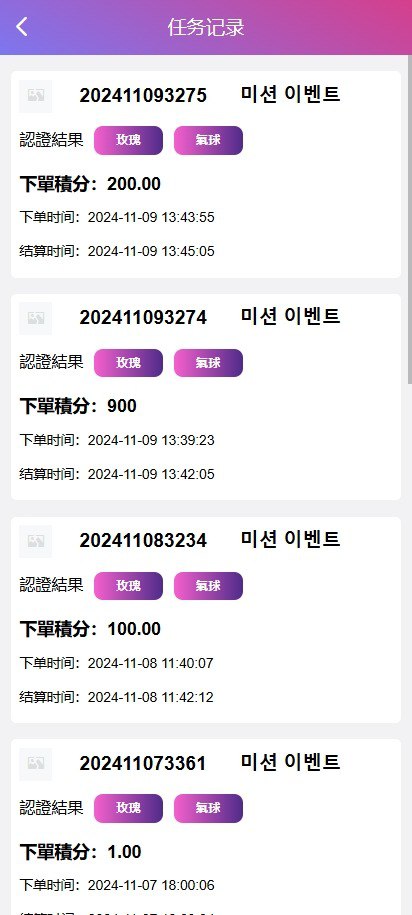 任务记录
202411093275 미션 이벤트
認證結果 玫瑰 氣球
下單積分：200.00
下单时间：2024-11-09 13:43:55
结算时间：2024-11-09 13:45:05
202411093274 미션 이벤트
認證結果 玫瑰 氣球
下單積分：900
下单时间：2024-11-09 13:39:23
结算时间：2024-11-09 13:42:05
202411083234 미션 이벤트
認證結果 玫瑰 氣球
下單積分：100.00
下单时间：2024-11-08 11:40:07
结算时间：2024-11-08 11:42:12
202411073361 미션 이벤트
認證結果 玫瑰 氣球
下單積分：1.00
下单时间：2024-11-07 18:00:06